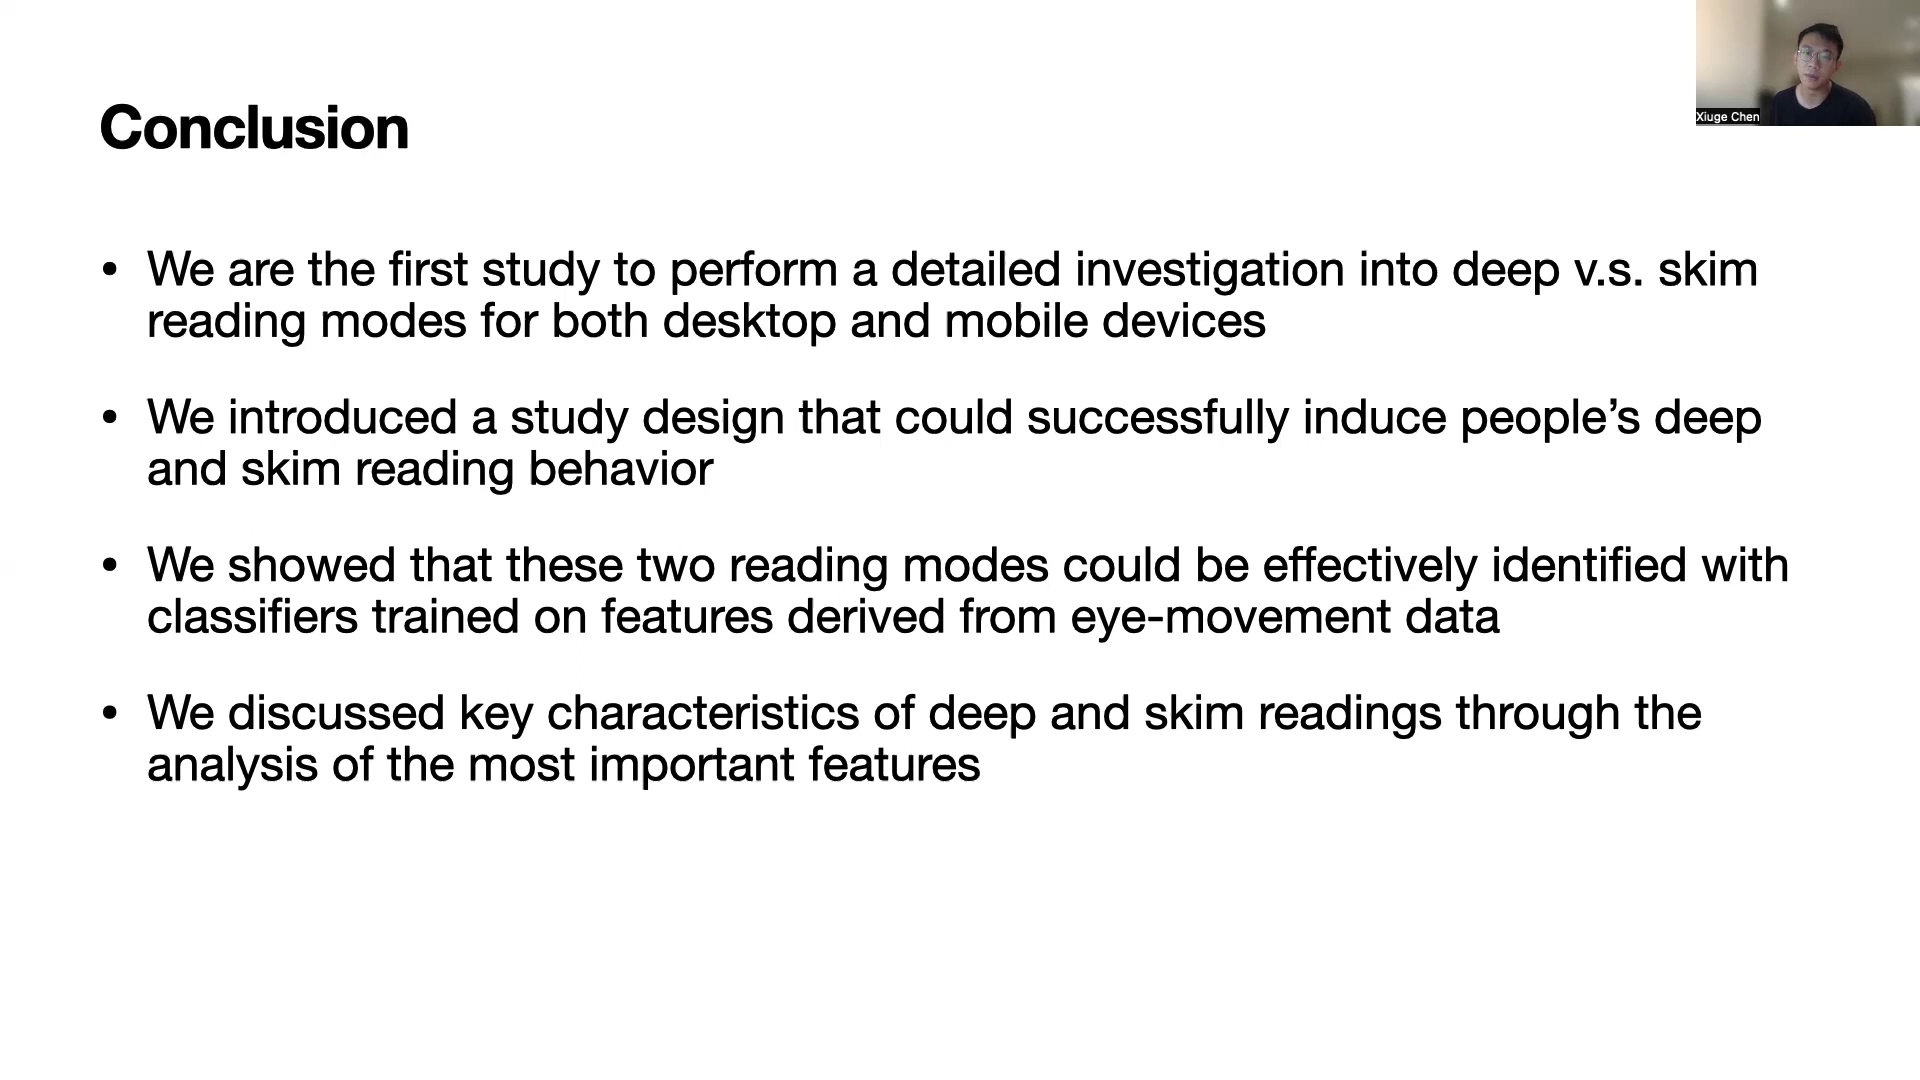 Xiuge Chen
Conclusion
• We are the first study to perform a detailed investigation into deep v.s. skim
reading modes for both desktop and mobile devices
• We introduced a study design that could successfully induce people’s deep
and skim reading behavior
• We showed that these two reading modes could be effectively identified with
classifiers trained on features derived from eye-movement data
• We discussed key characteristics of deep and skim readings through the
analysis of the most important features